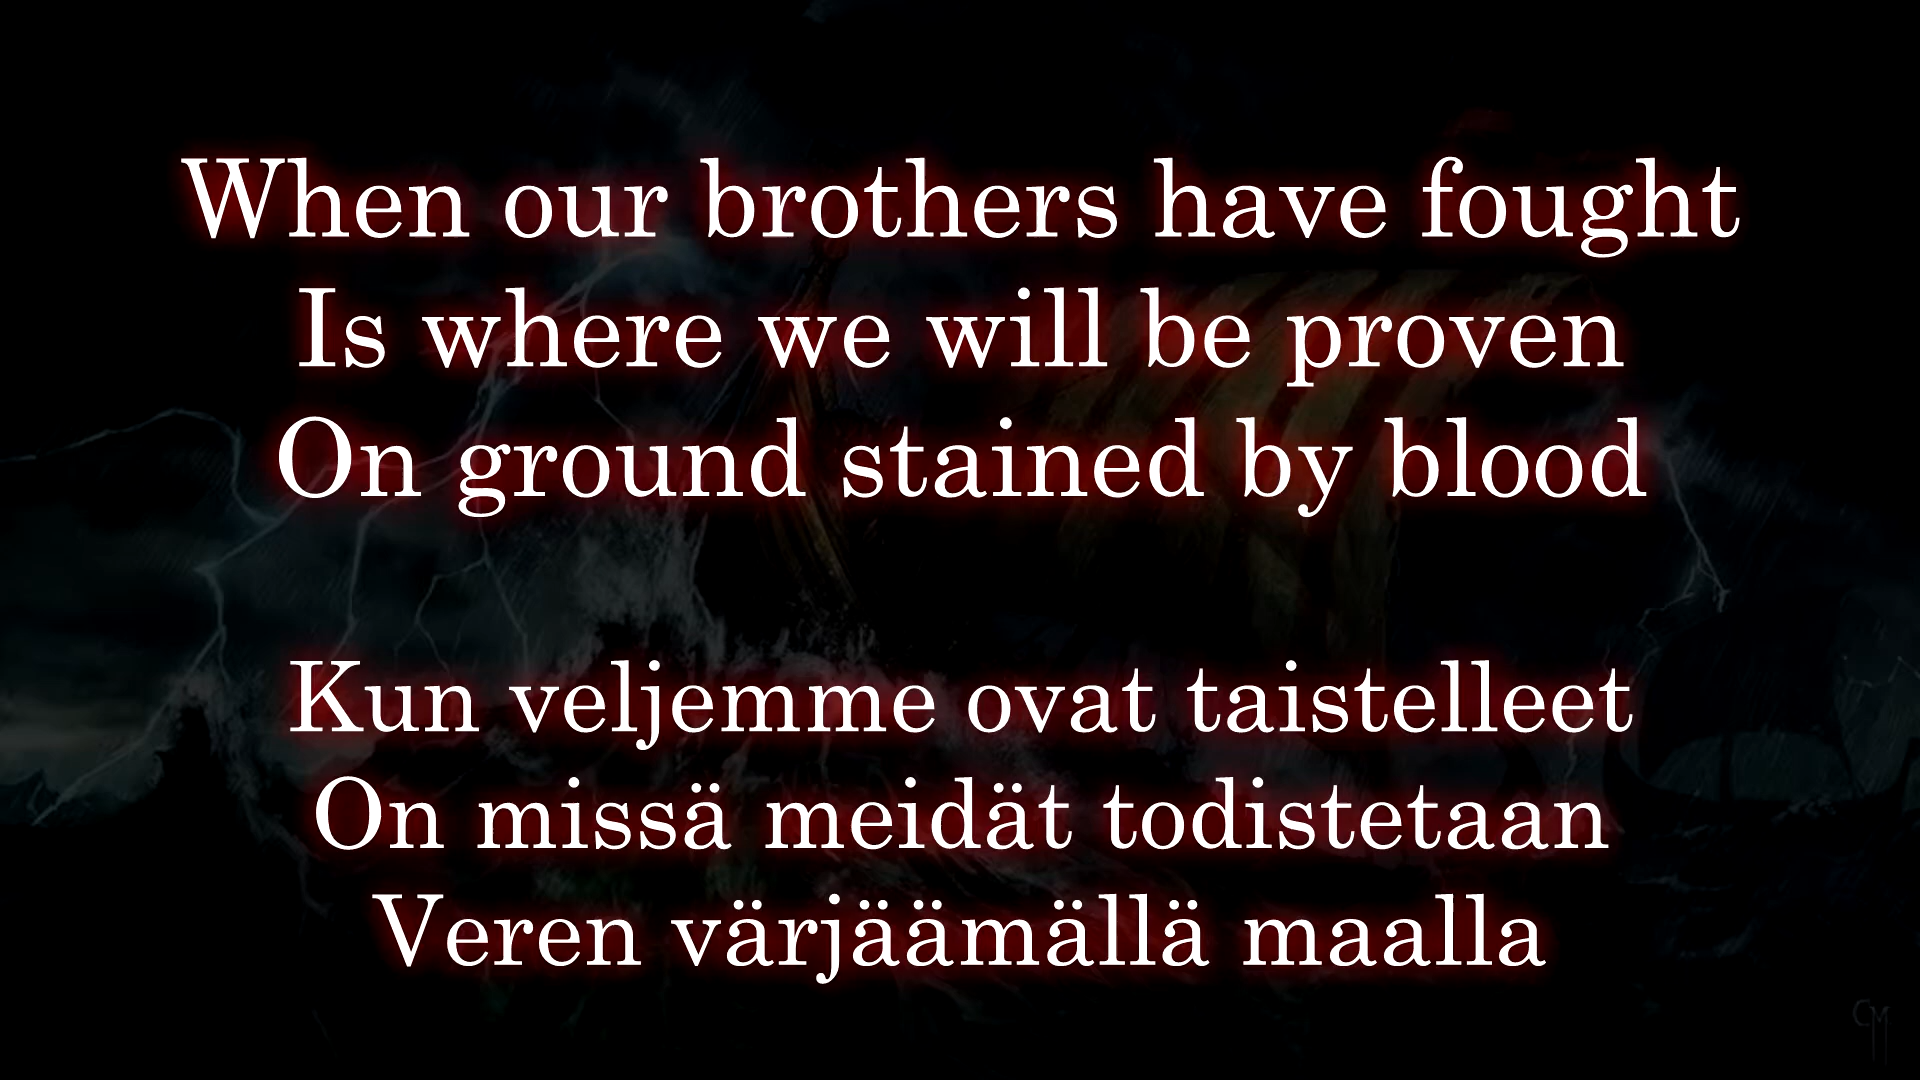 When our brothers have fought
Is where we will be proven
On ground stained by blood
Kun veljemme ovat taistelleet
On missä meidät todistetaan
Veren värjäämällä maalla
CM